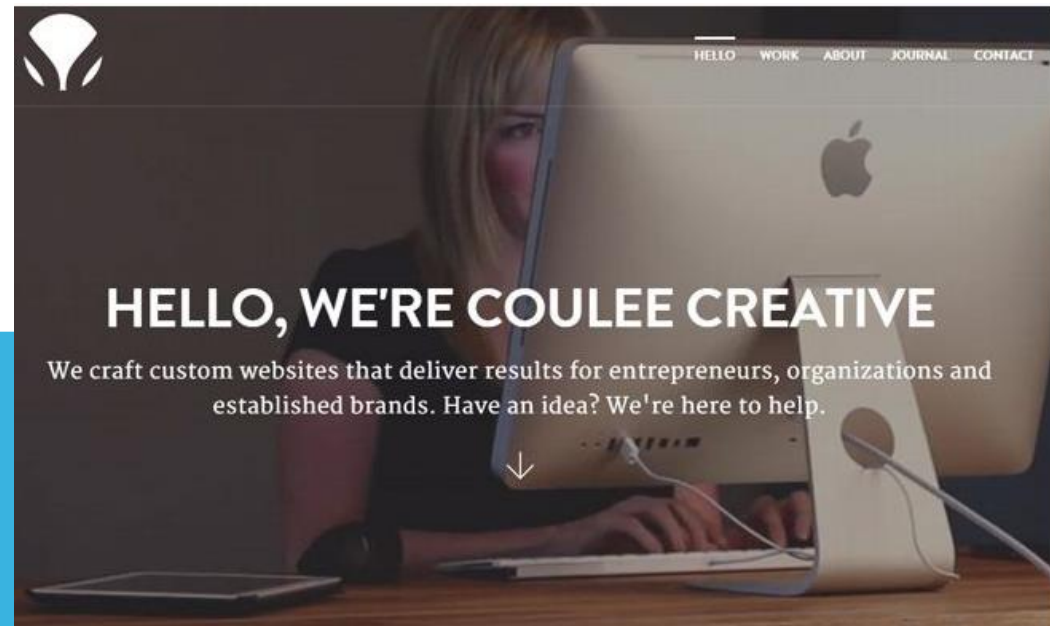 HELLO WORK ABOUT JOURNAL CONTACT
HELLO, WE'RE COULEE CREATIVE
We craft custom websites that deliver results for entrepreneurs, organizations and
established brands. Have an idea? We're here to help.